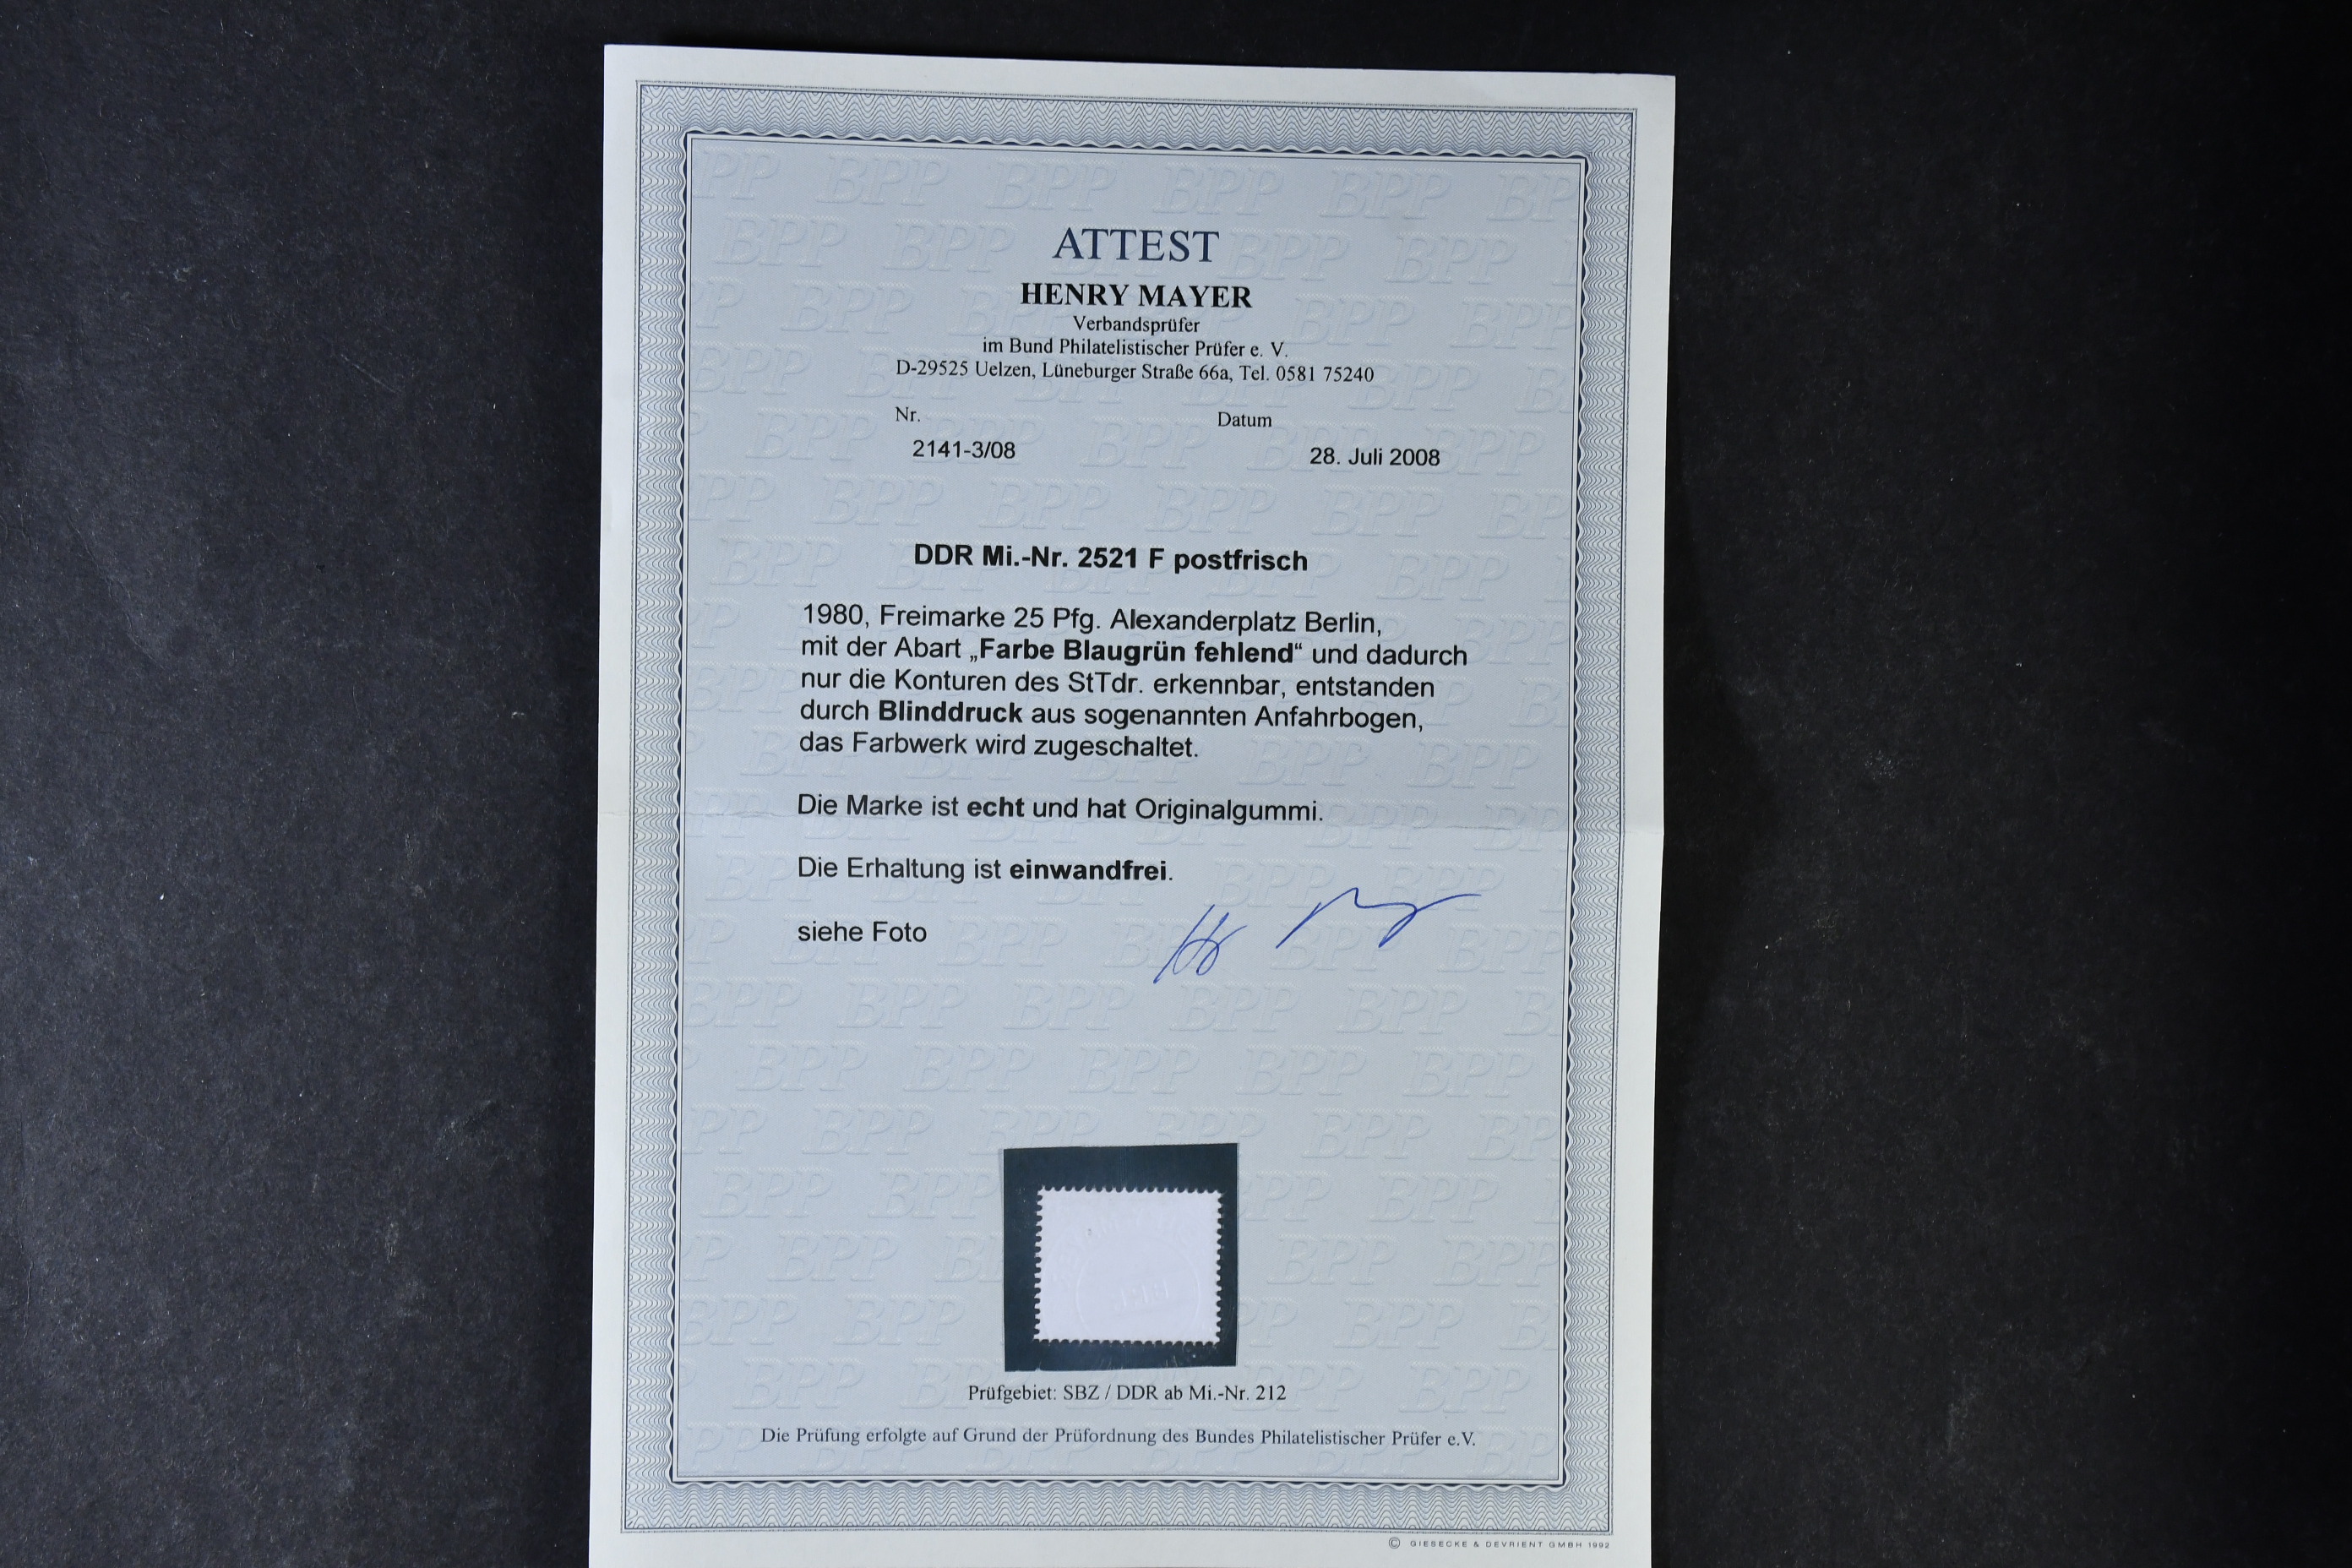 ATTEST
HENRY MAYER
Verbandsprüfer
im Bund Philatelistischer Prüfer e. V.
D-29525 Uelzen, Lüneburger Straße 66a, Tel. 0581 75240
Nr. Datum
2141-3/08 28. Juli 2008
DDR Mi.-Nr. 2521 F postfrisch
1980, Freimarke 25 Pfg. Alexanderplatz Berlin,
mit der Abart „Farbe Blaugrün fehlend“ und dadurch
nur die Konturen des StTdr. erkennbar, entstanden
durch Blinddruck aus sogenannten Anfahrbogen,
das Farbwerk wird zugeschaltet.
Die Marke ist echt und hat Originalgummi.
Die Erhaltung ist einwandfrei.
siehe Foto
Prüfgebiet: SBZ / DDR ab Mi.-Nr. 212
Die Prüfung erfolgte auf Grund der Prüfordnung des Bundes Philatelistischer Prüfer e.V.
© GIESECKE & DEVRIENT GMBH 1992